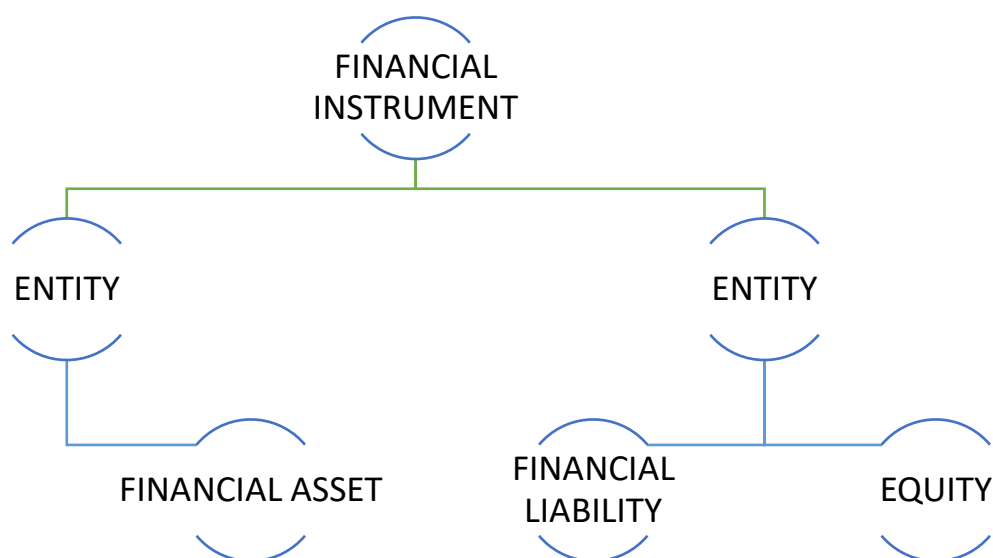 FINANCIAL
INSTRUMENT
ENTITY
ENTITY
FINANCIAL ASSET
FINANCIAL
LIABILITY
EQUITY